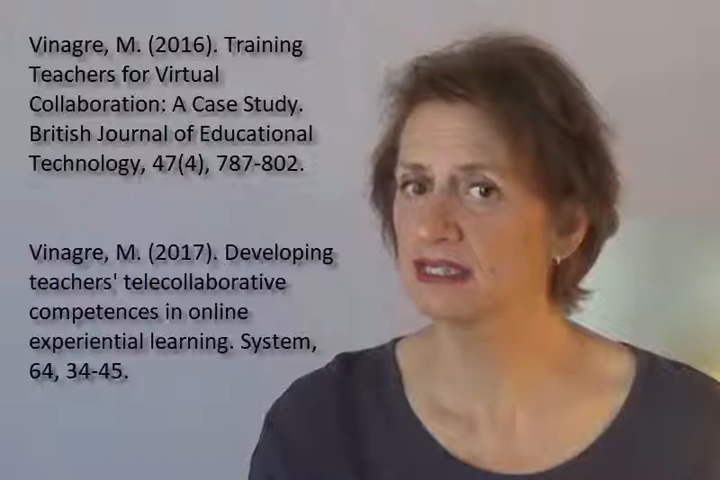 Vinagre, M. (2016). Training
Teachers for Virtual
Collaboration: A Case Study.
British Journal of Educational
Technology, 47(4), 787-802.
Vinagre, M. (2017). Developing
teachers' telecollaborative
competences in online
experiential learning. System,
64, 34-45.